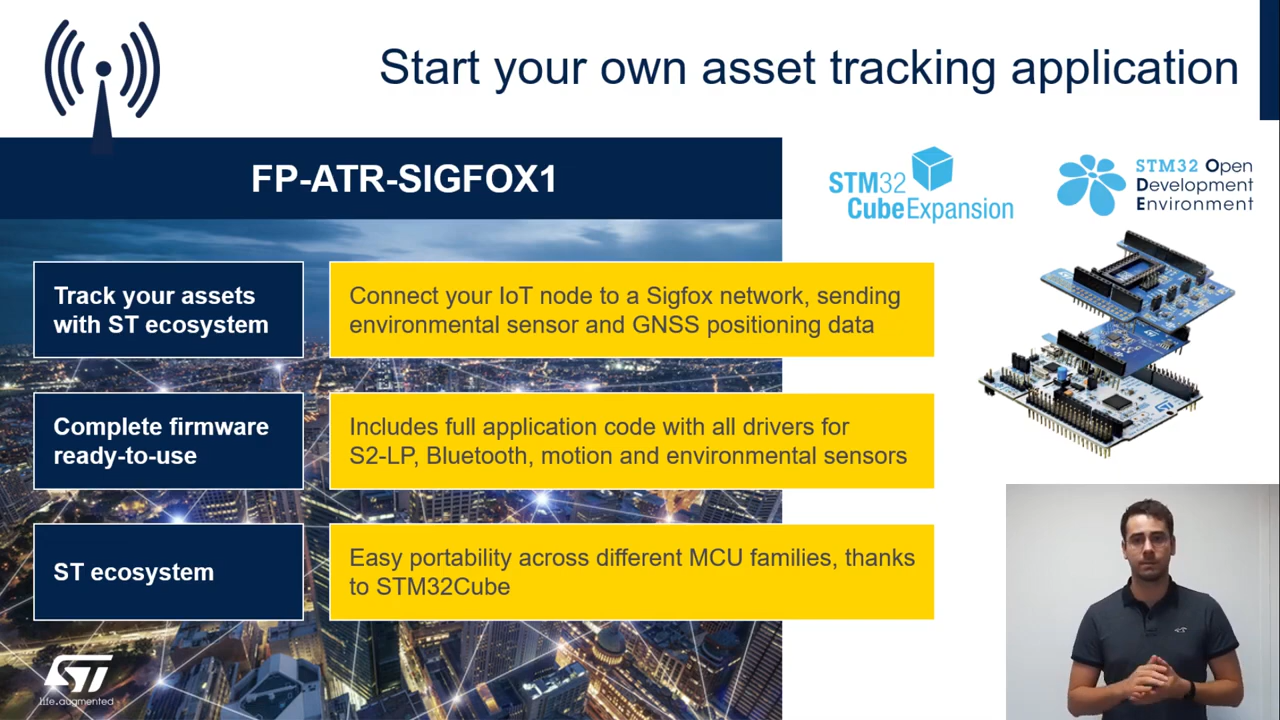 Start your own asset tracking application
FP-ATR-SIGFOX1
STM32
CubeExpansion
STM32 Open
Development
Environment
Track your assets
with ST ecosystem
Connect your IoT node to a Sigfox network, sending
environmental sensor and GNSS positioning data
Complete firmware
ready-to-use
Includes full application code with all drivers for
S2-LP, Bluetooth, motion and environmental sensors
ST ecosystem
Easy portability across different MCU families, thanks
to STM32Cube
ST
life.augmented